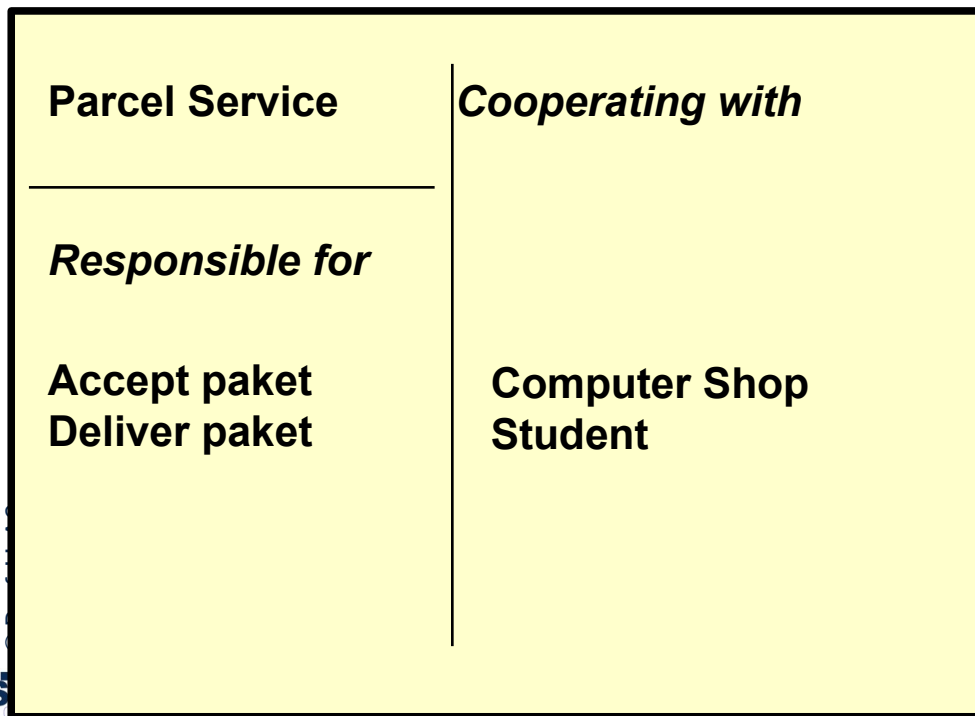 Parcel Service
Cooperating with
Responsible for
Accept paket
Deliver paket
Computer Shop
Student